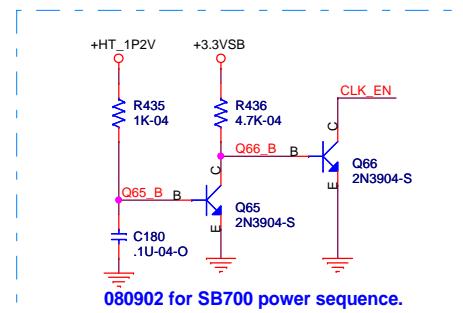 +HT_1P2V
+3.3VSB
CLK_EN
R435
1K-04
R436
4.7K-04
Q66_B
B
C
E
Q66
2N3904-S
Q65_B
B
C
E
Q65
2N3904-S
C180
.1U-04-O
080902 for SB700 power sequence.